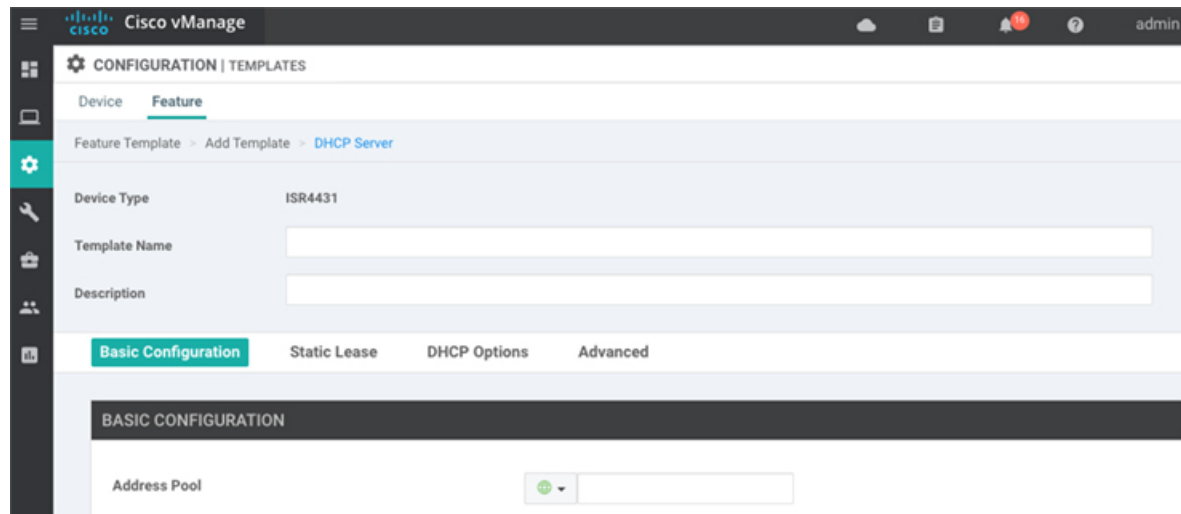 cisco Cisco vManage 16 admin
CONFIGURATION | TEMPLATES
Device Feature
Feature Template > Add Template > DHCP Server
Device Type ISR4431
Template Name
Description
Basic Configuration Static Lease DHCP Options Advanced
BASIC CONFIGURATION
Address Pool